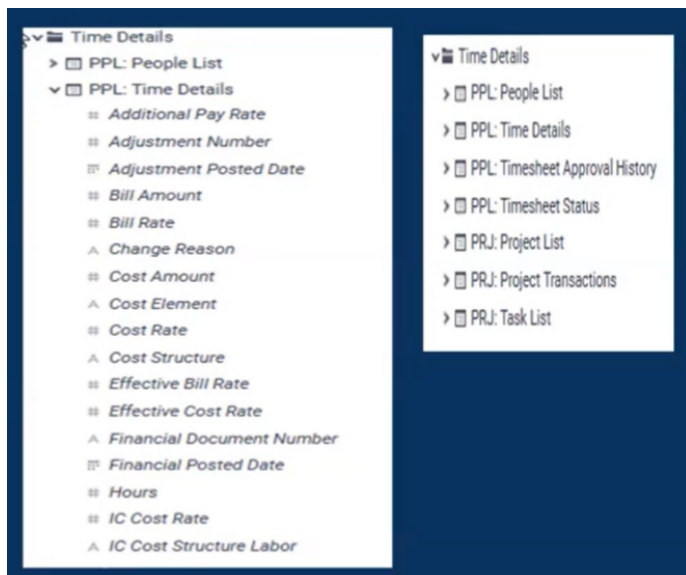 Time Details
PPL: People List
PPL: Time Details
Additional Pay Rate
Adjustment Number
Adjustment Posted Date
Bill Amount
Bill Rate
Change Reason
Cost Amount
Cost Element
Cost Rate
Cost Structure
Effective Bill Rate
Effective Cost Rate
Financial Document Number
Financial Posted Date
Hours
IC Cost Rate
IC Cost Structure Labor
Time Details
PPL: People List
PPL: Time Details
PPL: Timesheet Approval History
PPL: Timesheet Status
PRJ: Project List
PRJ: Project Transactions
PRJ: Task List